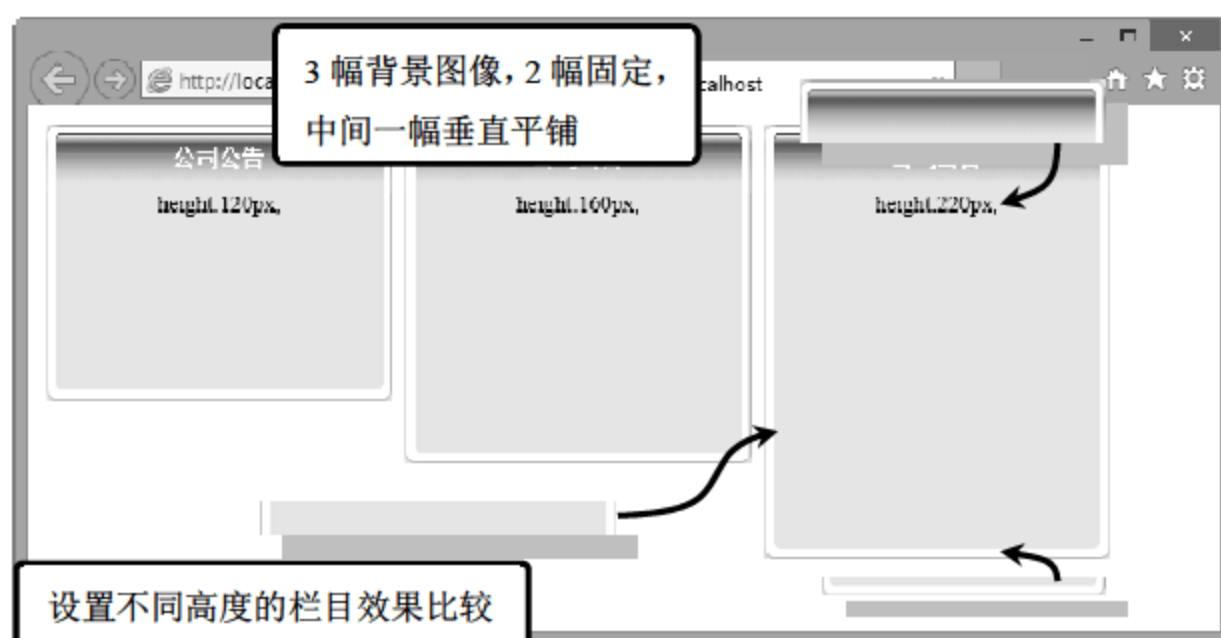 3 幅背景图像，2 幅固定，
中间一幅垂直平铺
http://loca
calhost
公司公告
height:120px;
height:160px;
height:220px;
设置不同高度的栏目效果比较